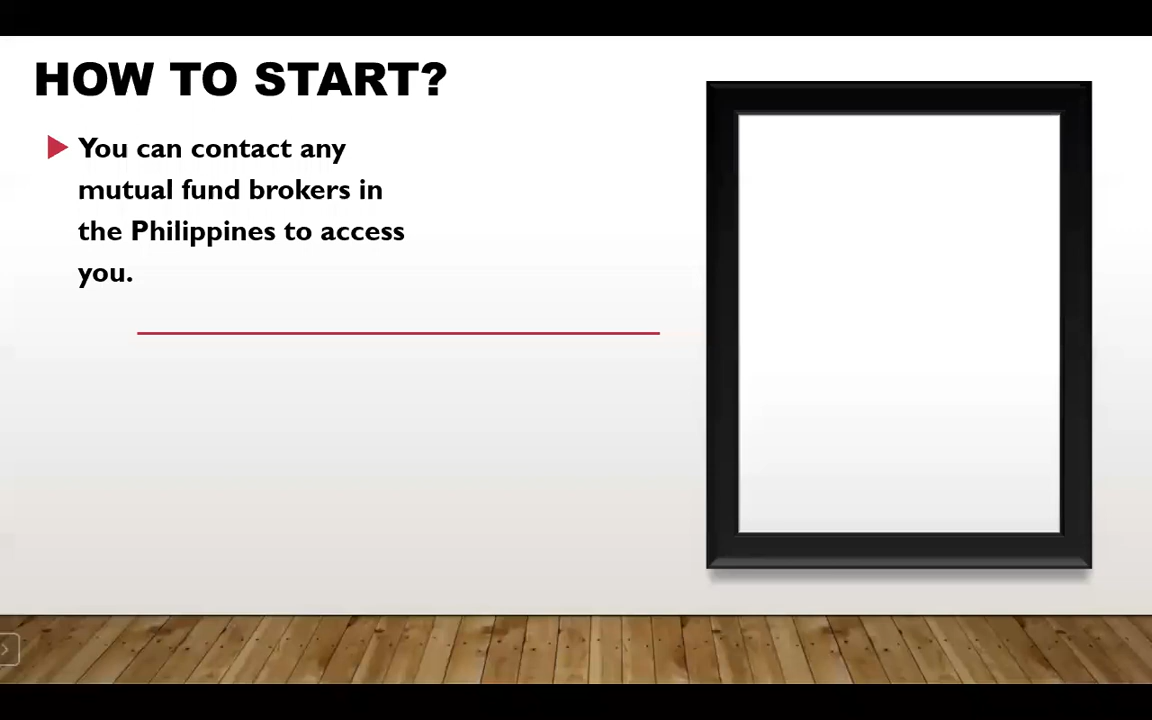 HOW TO START?
You can contact any
mutual fund brokers in
the Philippines to access
you.